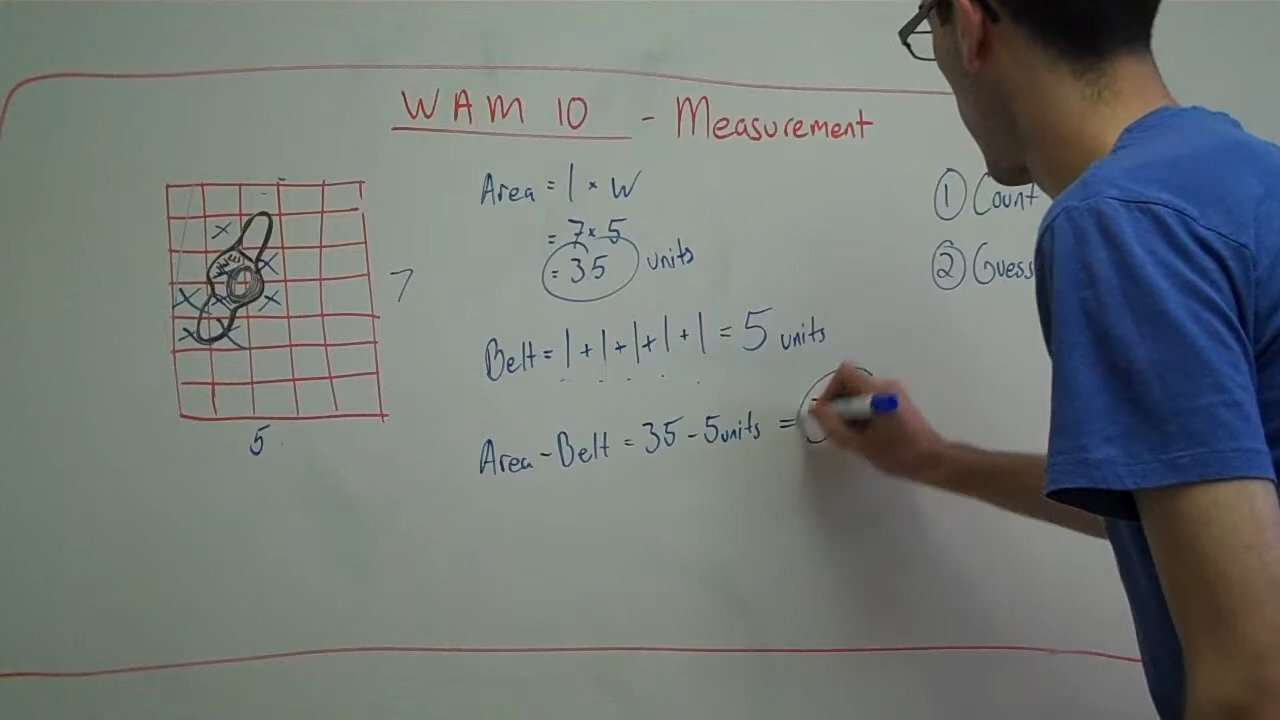 WAM 10 - Measurement
Area = l × W
= 7 × 5
= 35 units
Belt = 1 + 1 + 1 + 1 + 1 = 5 units
Area - Belt = 35 - 5 units =
7
5
① Count
② Guess